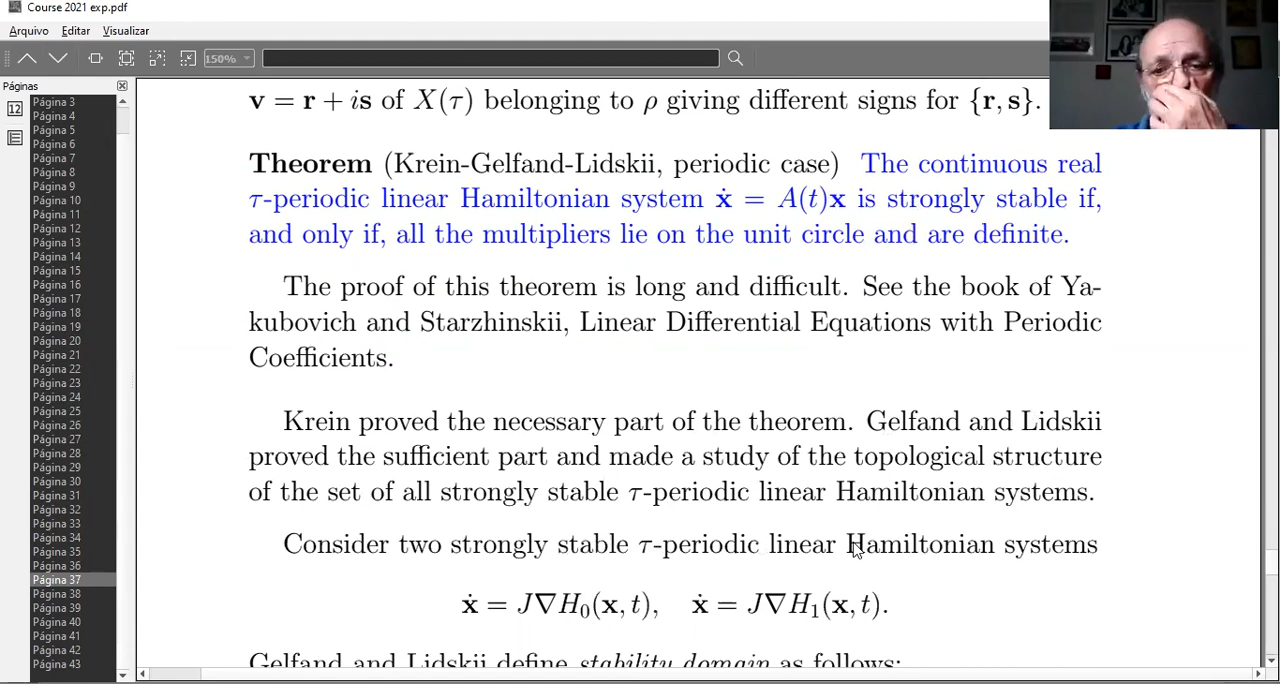 Course 2021 exp.pdf
Arquivo Editar Visualizar
150%
Páginas
12
Página 3
Página 4
Página 5
Página 6
Página 7
Página 8
Página 9
Página 10
Página 11
Página 12
Página 13
Página 14
Página 15
Página 16
Página 17
Página 18
Página 19
Página 20
Página 21
Página 22
Página 23
Página 24
Página 25
Página 26
Página 27
Página 28
Página 29
Página 30
Página 31
Página 32
Página 33
Página 34
Página 35
Página 36
Página 37
Página 38
Página 39
Página 40
Página 41
Página 42
Página 43
v = r + is of X(τ) belonging to ρ giving different signs for {r, s}.
Theorem (Krein-Gelfand-Lidskii, periodic case) The continuous real
τ-periodic linear Hamiltonian system ẋ = A(t)x is strongly stable if,
and only if, all the multipliers lie on the unit circle and are definite.
The proof of this theorem is long and difficult. See the book of Ya-
kubovich and Starzhinskii, Linear Differential Equations with Periodic
Coefficients.
Krein proved the necessary part of the theorem. Gelfand and Lidskii
proved the sufficient part and made a study of the topological structure
of the set of all strongly stable τ-periodic linear Hamiltonian systems.
Consider two strongly stable τ-periodic linear Hamiltonian systems
ẋ = J∇H₀(x, t), ẋ = J∇H₁(x, t).
Gelfand and Lidskii define stability domain as follows: